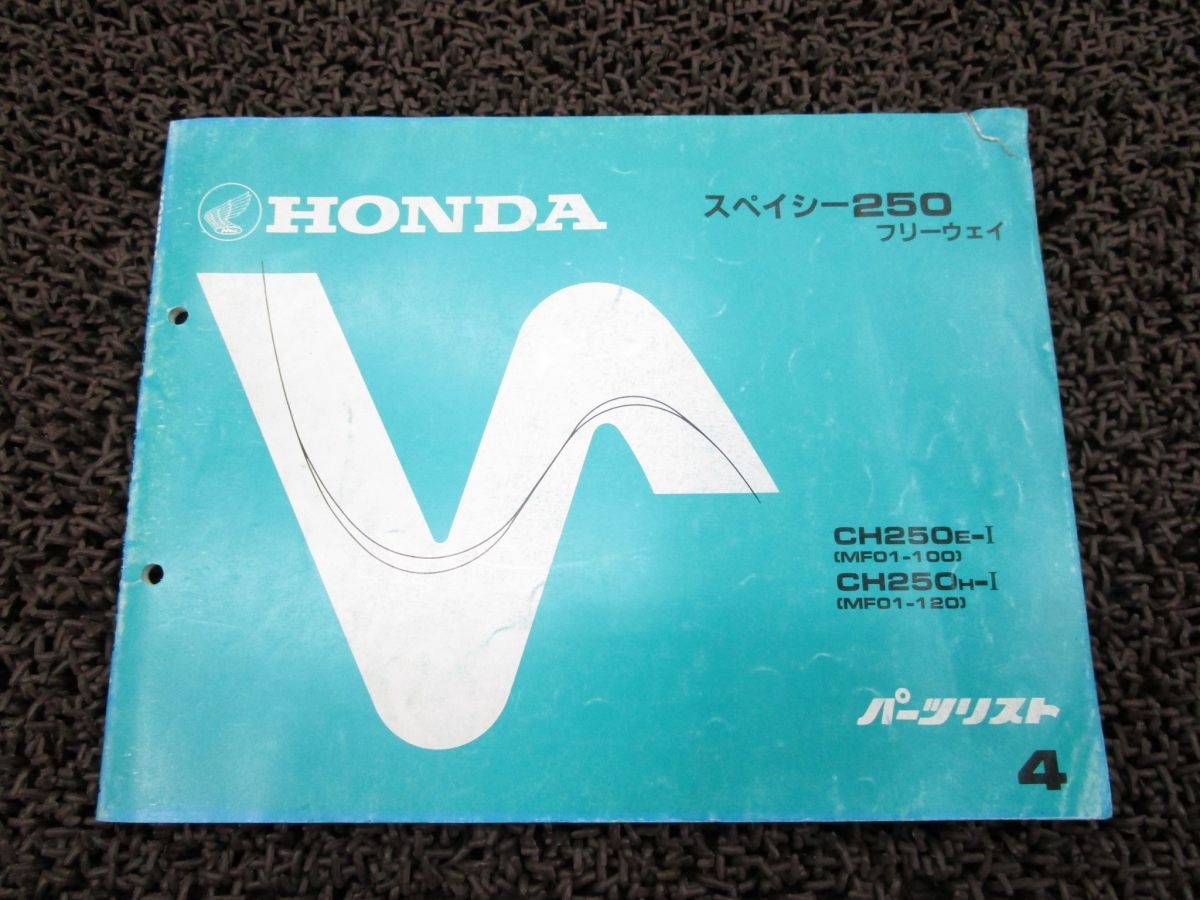 HONDA
スペイシー250
フリーウェイ
CH250E-I
(MF01-100)
CH250H-I
(MF01-120)
パーツリスト
4